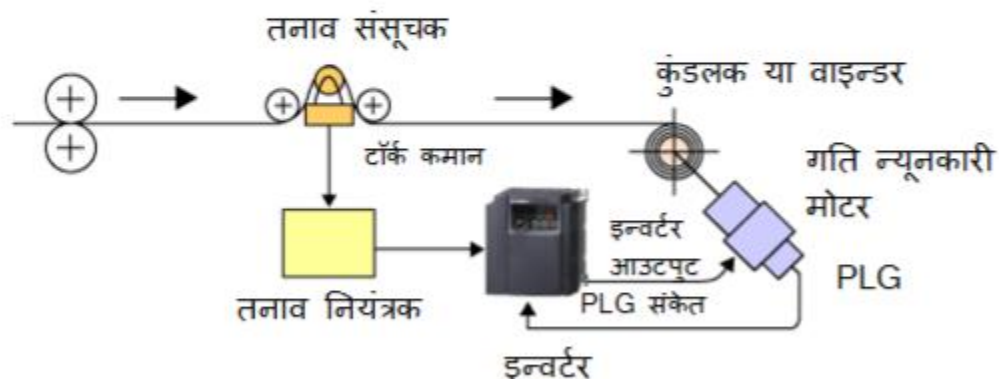 तनाव संसूचक
कुंडलक या वाइन्डर
टॉर्क कमान
गति न्यूनकारी
मोटर
इन्वर्टर
आउटपुट
PLG
PLG संकेत
तनाव नियंत्रक
इन्वर्टर